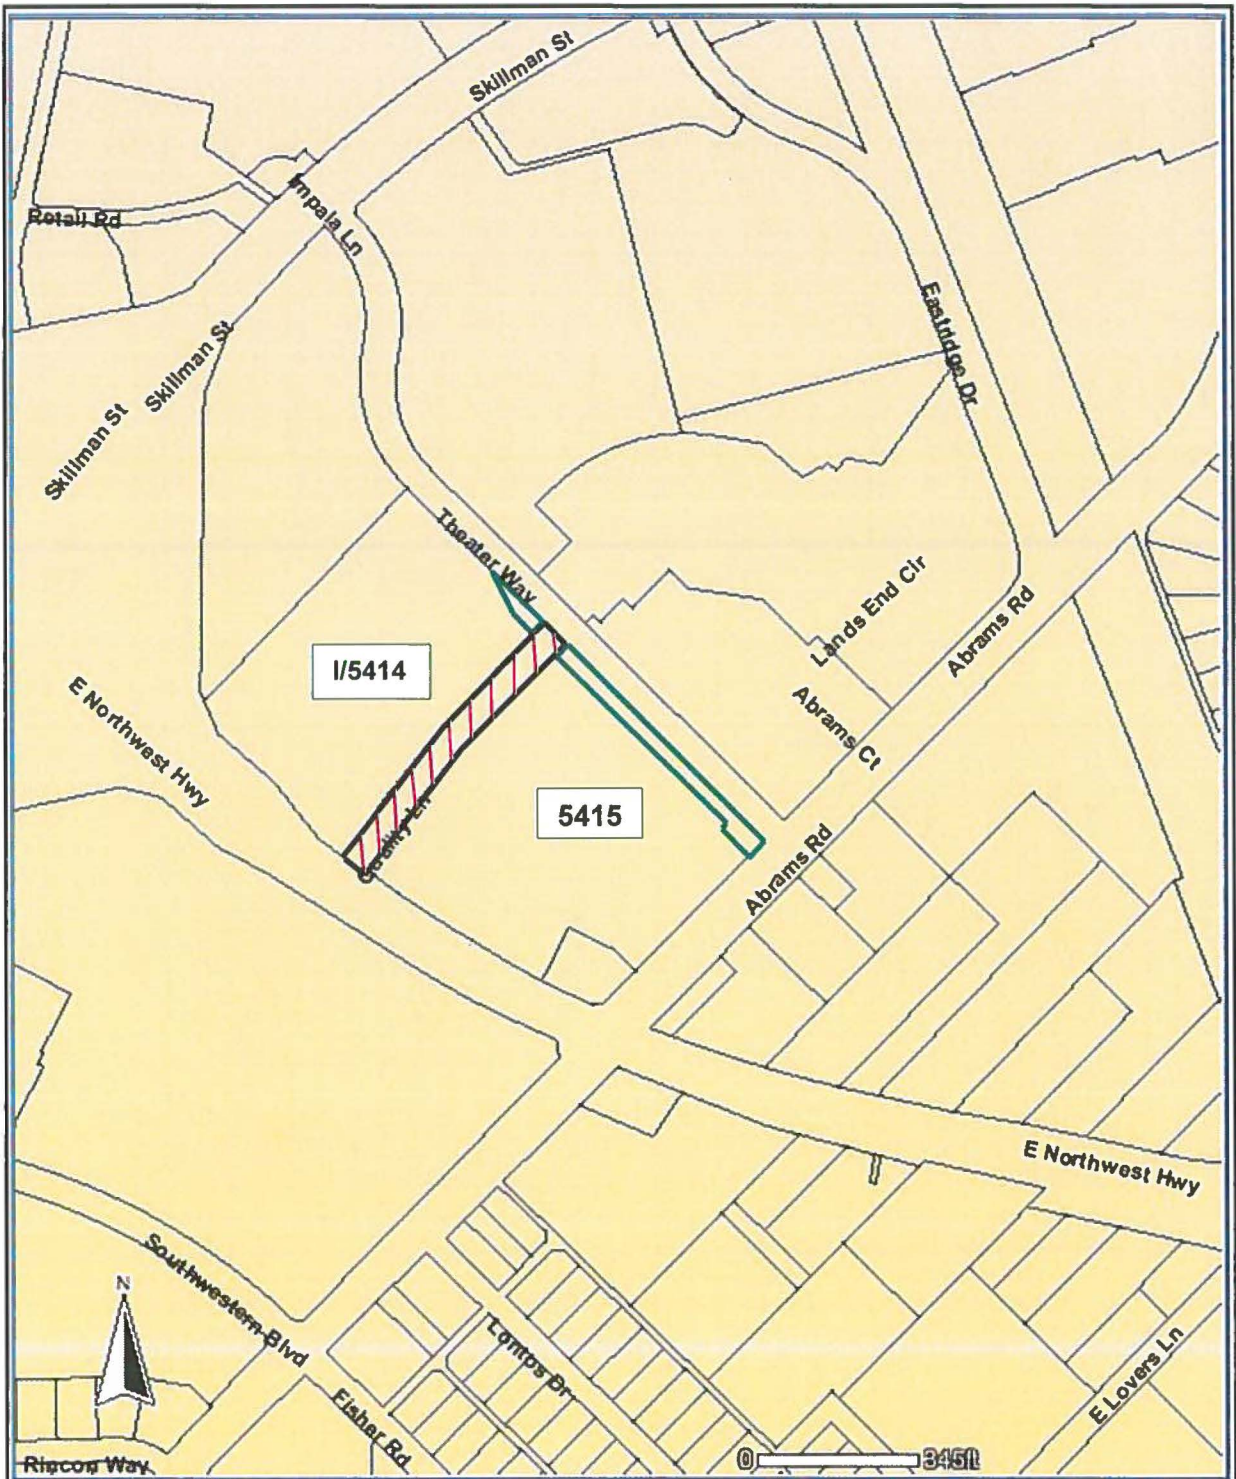 Skillman St
Impala Ln
Retail Rd
Skillman St
Skillman St
Eastridge Dr
Theater Way
Lands End Cir
Abrams Rd
I/5414
E Northwest Hwy
Abrams Ct
5415
Abrams Rd
E Northwest Hwy
Southwestern Blvd
N
Lontos Dr
E Lovers Ln
Fisher Rd
Rincon Way
0 345ft